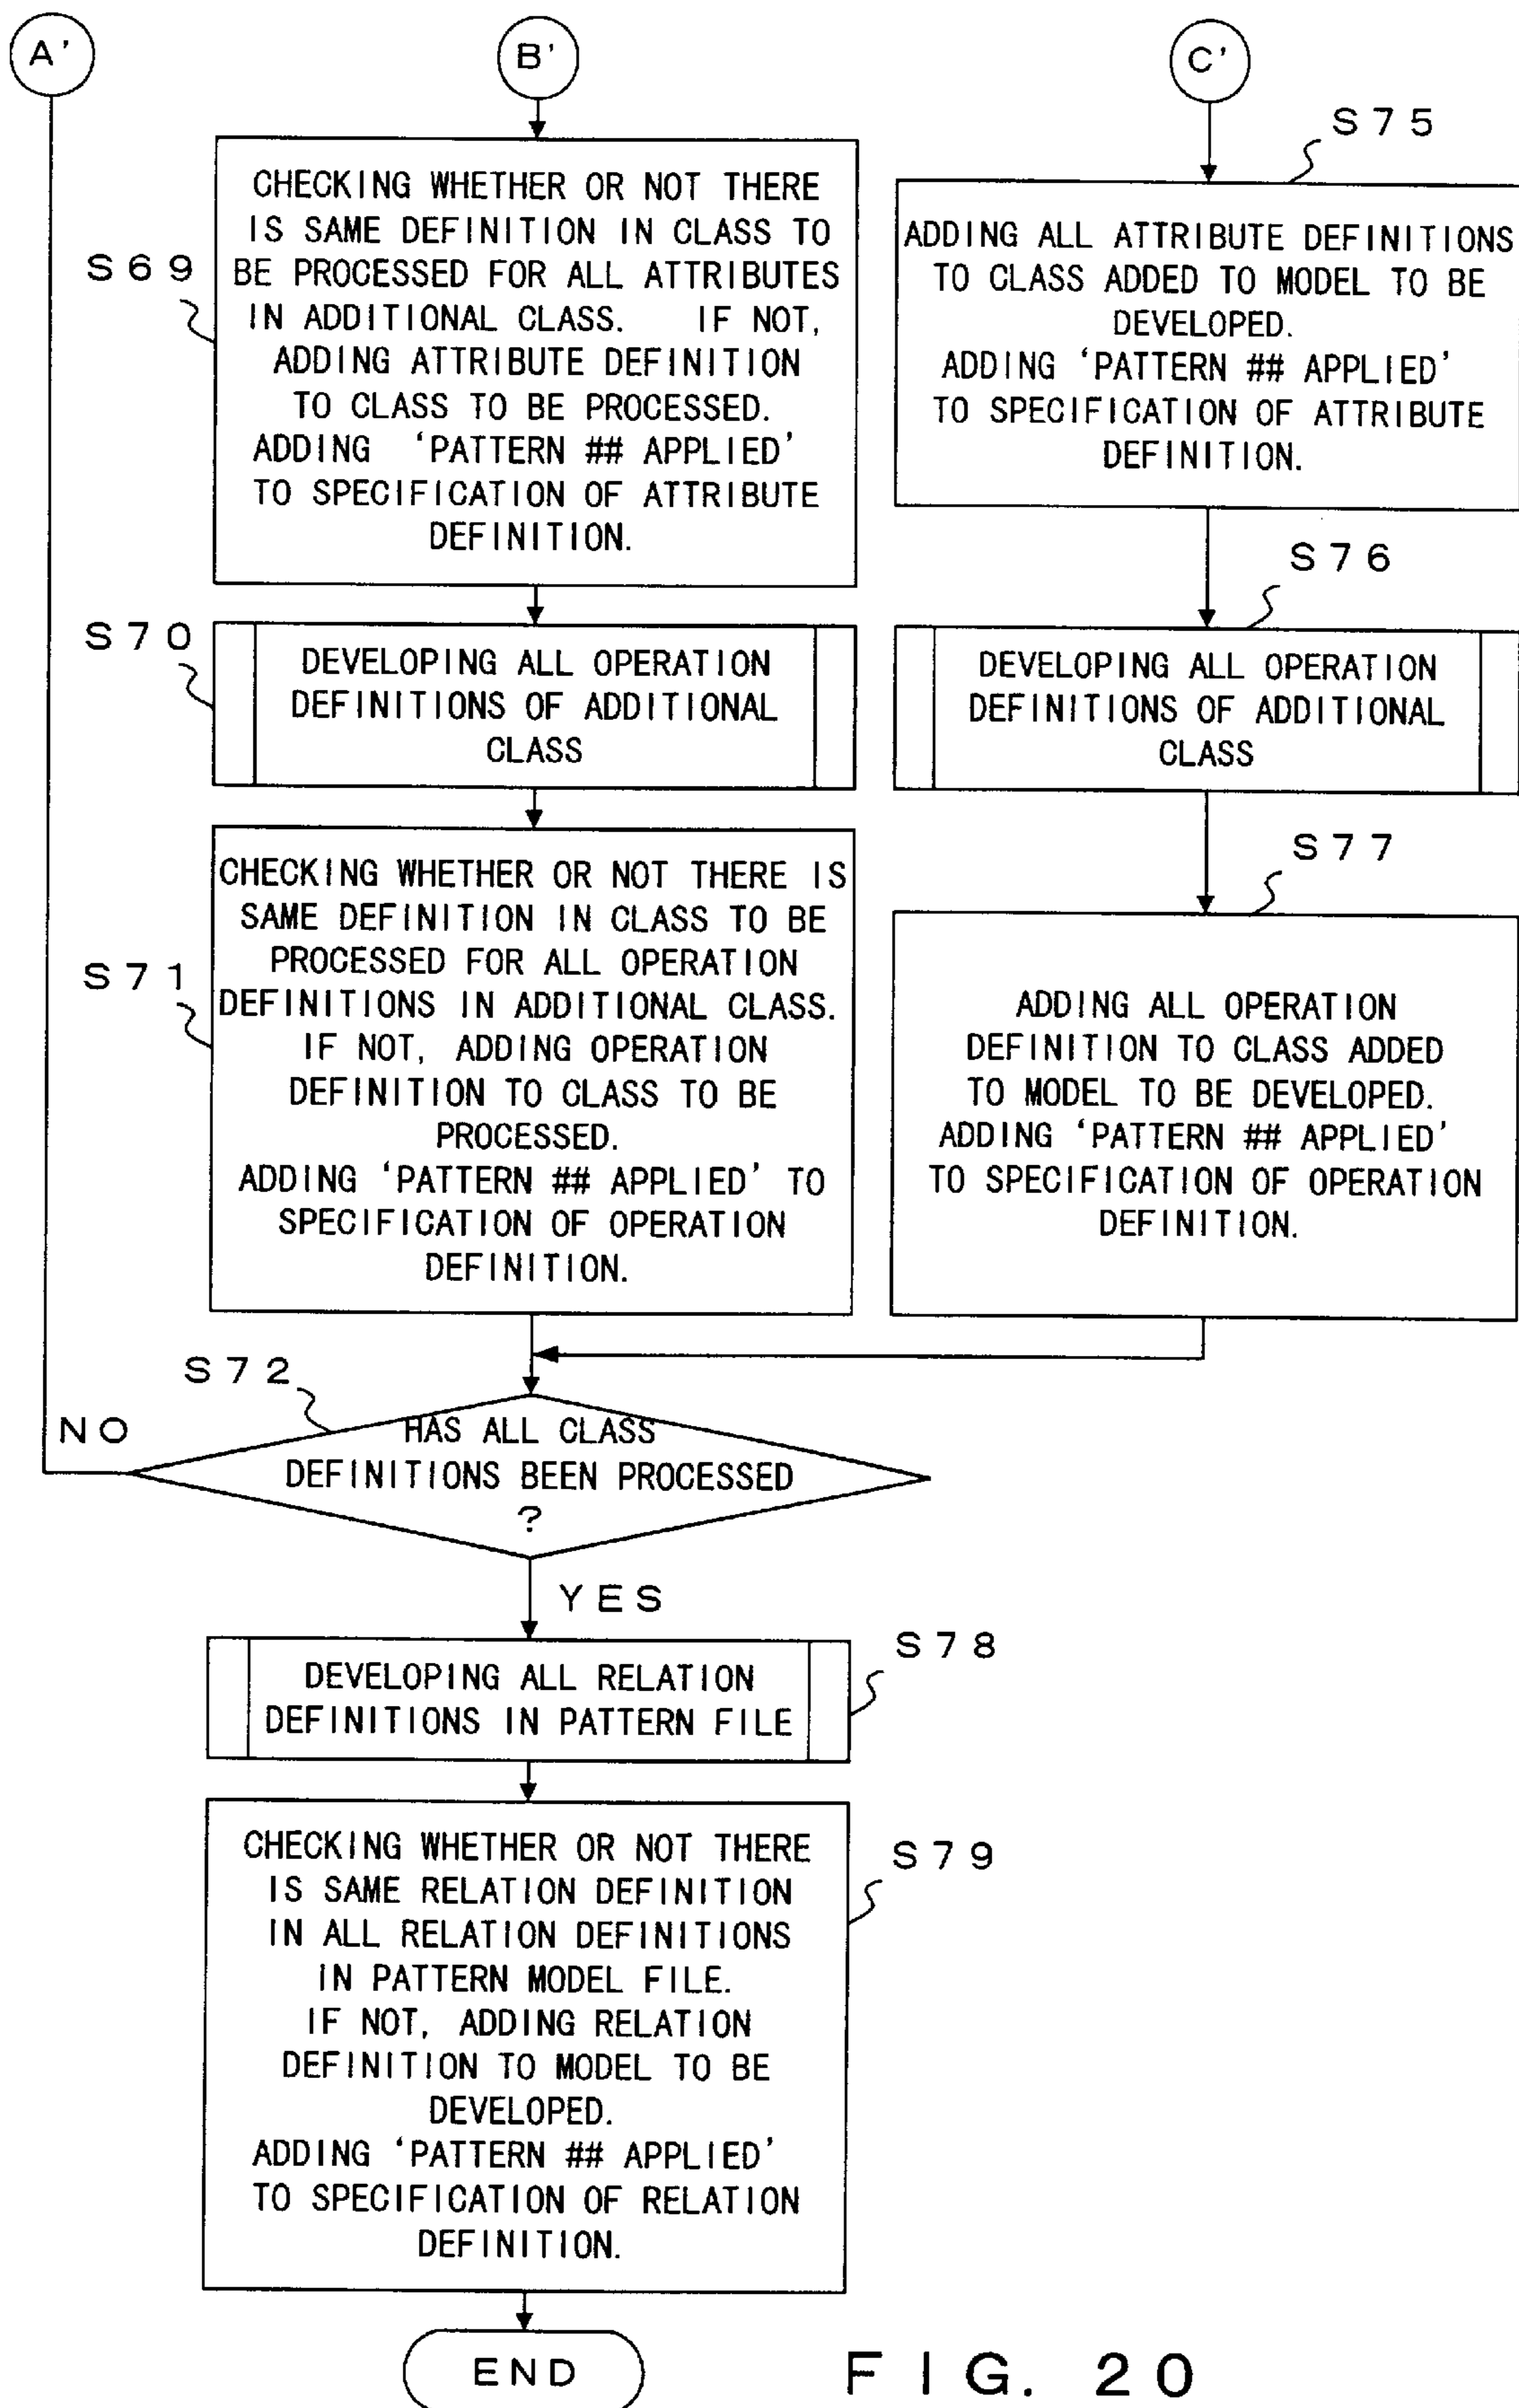 A'
B'
C'
S69
CHECKING WHETHER OR NOT THERE
IS SAME DEFINITION IN CLASS TO
BE PROCESSED FOR ALL ATTRIBUTES
IN ADDITIONAL CLASS. IF NOT,
ADDING ATTRIBUTE DEFINITION
TO CLASS TO BE PROCESSED.
ADDING 'PATTERN ## APPLIED'
TO SPECIFICATION OF ATTRIBUTE
DEFINITION.
S70
DEVELOPING ALL OPERATION
DEFINITIONS OF ADDITIONAL
CLASS
S71
CHECKING WHETHER OR NOT THERE IS
SAME DEFINITION IN CLASS TO BE
PROCESSED FOR ALL OPERATION
DEFINITIONS IN ADDITIONAL CLASS.
IF NOT, ADDING OPERATION
DEFINITION TO CLASS TO BE
PROCESSED.
ADDING 'PATTERN ## APPLIED' TO
SPECIFICATION OF OPERATION
DEFINITION.
S75
ADDING ALL ATTRIBUTE DEFINITIONS
TO CLASS ADDED TO MODEL TO BE
DEVELOPED.
ADDING 'PATTERN ## APPLIED'
TO SPECIFICATION OF ATTRIBUTE
DEFINITION.
S76
DEVELOPING ALL OPERATION
DEFINITIONS OF ADDITIONAL
CLASS
S77
ADDING ALL OPERATION
DEFINITION TO CLASS ADDED
TO MODEL TO BE DEVELOPED.
ADDING 'PATTERN ## APPLIED'
TO SPECIFICATION OF OPERATION
DEFINITION.
S72
NO
HAS ALL CLASS
DEFINITIONS BEEN PROCESSED
?
YES
S78
DEVELOPING ALL RELATION
DEFINITIONS IN PATTERN FILE
S79
CHECKING WHETHER OR NOT THERE
IS SAME RELATION DEFINITION
IN ALL RELATION DEFINITIONS
IN PATTERN MODEL FILE.
IF NOT, ADDING RELATION
DEFINITION TO MODEL TO BE
DEVELOPED.
ADDING 'PATTERN ## APPLIED'
TO SPECIFICATION OF RELATION
DEFINITION.
END
FIG. 20